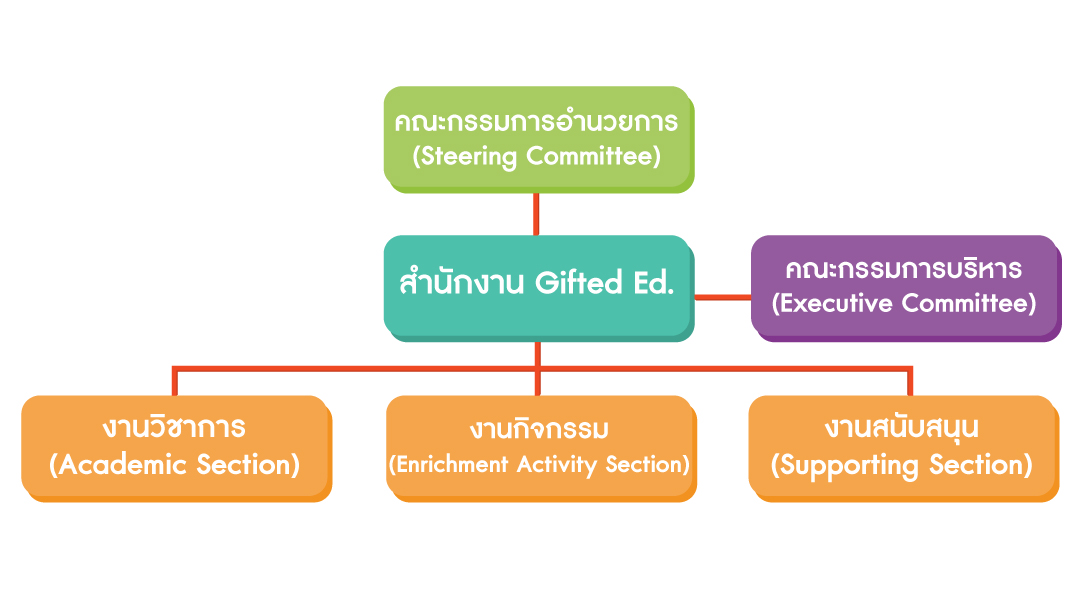 คณะกรรมการอำนวยการ
(Steering Committee)
สำนักงาน Gifted Ed.
คณะกรรมการบริหาร
(Executive Committee)
งานวิชาการ
(Academic Section)
งานกิจกรรม
(Enrichment Activity Section)
งานสนับสนุน
(Supporting Section)